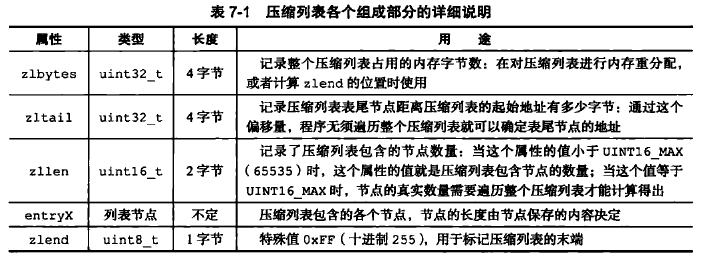 表 7-1 压缩列表各个组成部分的详细说明
属性 类型 长度 用 途
zlbytes uint32_t 4 字节 记录整个压缩列表占用的内存字节数：在对压缩列表进行内存重分配，
或者计算 zlend 的位置时使用
zltail uint32_t 4 字节 记录压缩列表表尾节点距离压缩列表的起始地址有多少字节：通过这个
偏移量，程序无须遍历整个压缩列表就可以确定表尾节点的地址
zllen uint16_t 2 字节 记录了压缩列表包含的节点数量：当这个属性的值小于 UINT16_MAX
（65535）时，这个属性的值就是压缩列表包含节点的数量；当这个值等于
UINT16_MAX 时，节点的真实数量需要遍历整个压缩列表才能计算得出
entryX 列表节点 不定 压缩列表包含的各个节点，节点的长度由节点保存的内容决定
zlend uint8_t 1 字节 特殊值 0xFF（十进制 255），用于标记压缩列表的末端